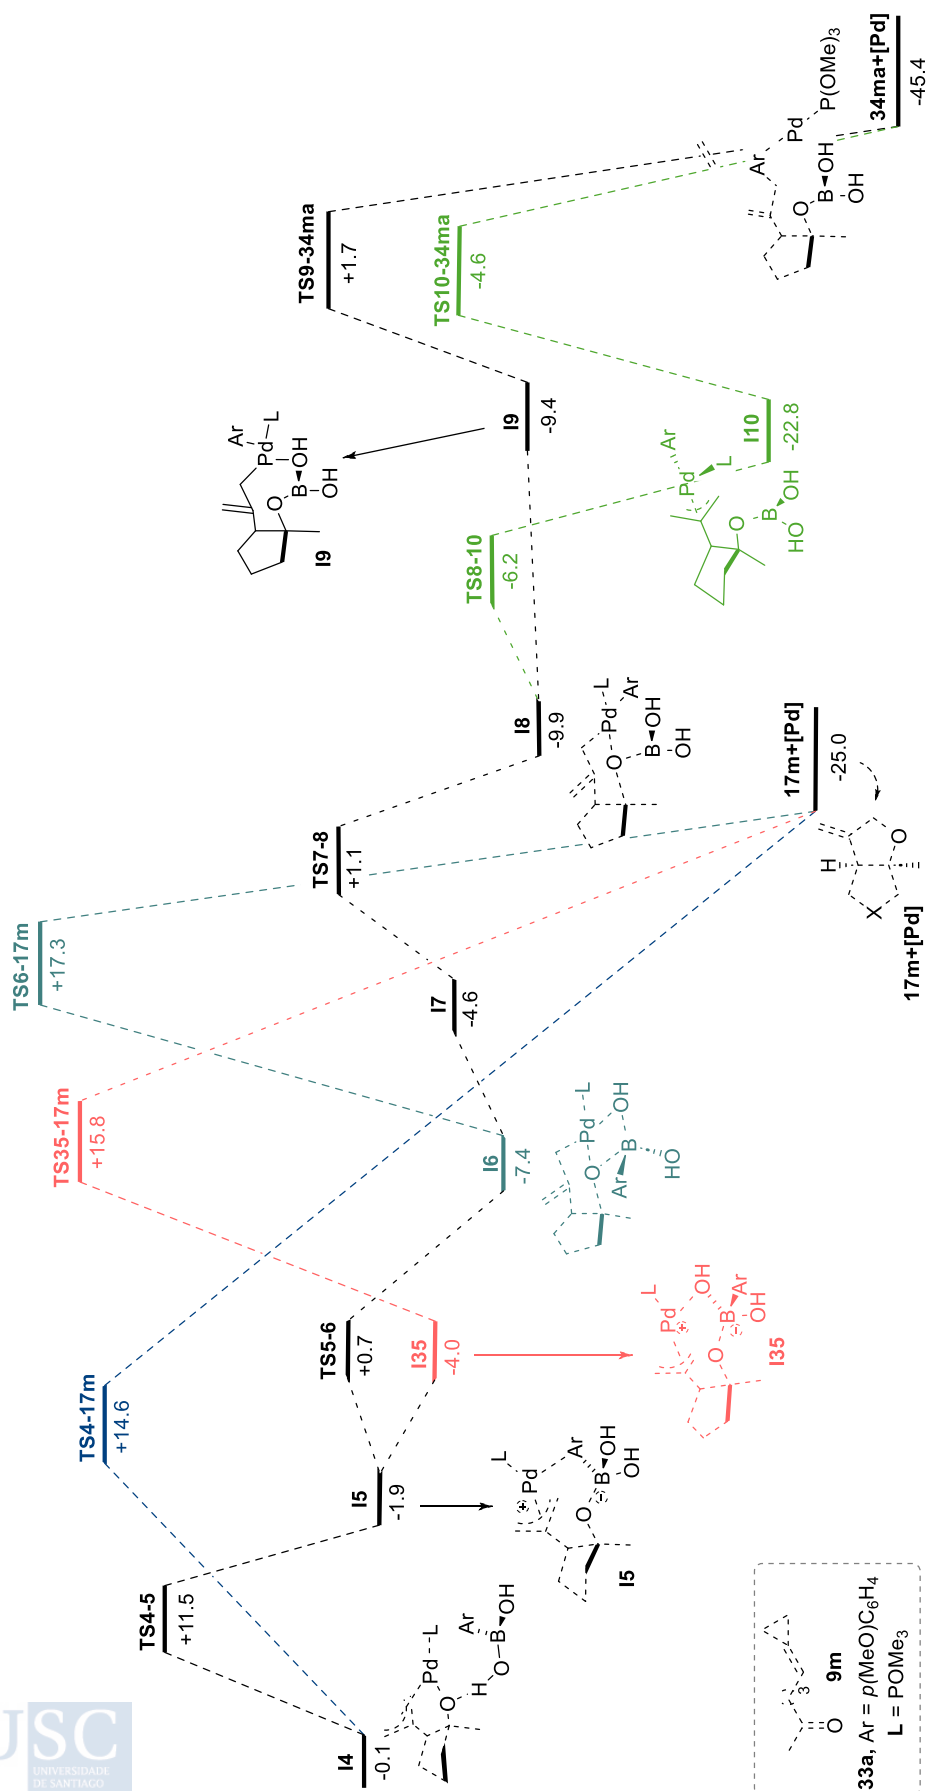 I4
-0.1
Pd
L
O
H
O
B
Ar
OH
OH
TS4-5
+11.5
TS4-17m
+14.6
I5
-1.9
+
Pd
L
Ar
O
B
-
OH
OH
I5
TS5-6
+0.7
I35
-4.0
L
Pd
+
OH
O
B
-
Ar
OH
I35
TS35-17m
+15.8
I6
-7.4
Pd
L
O
Ar
B
OH
HO
TS6-17m
+17.3
I7
-4.6
TS7-8
+1.1
17m+[Pd]
-25.0
H
X
O
17m+[Pd]
I8
-9.9
Pd
L
Ar
O
B
OH
OH
TS8-10
-6.2
I9
-9.4
Ar
Pd
L
O
B
OH
OH
I9
I10
-22.8
Ar
Pd
L
O
B
OH
HO
TS9-34ma
+1.7
TS10-34ma
-4.6
Ar
Pd
P(OMe)3
O
B
OH
OH
34ma+[Pd]
-45.4
O
3
9m
33a, Ar = p(MeO)C6H4
L = POMe3
USC
UNIVERSIDADE
DE SANTIAGO